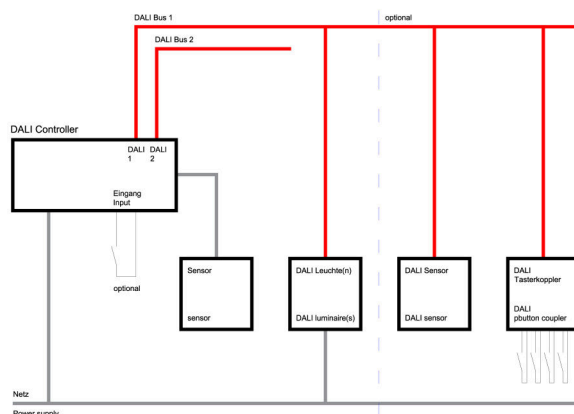 DALI Bus 1
optional
DALI Bus 2
DALI Controller
DALI DALI
1 2
Eingang
Input
optional
Sensor
sensor
DALI Leuchte(n)
DALI luminaire(s)
DALI Sensor
DALI sensor
DALI
Tasterkoppler
DALI
pbutton coupler
Netz
Power supply